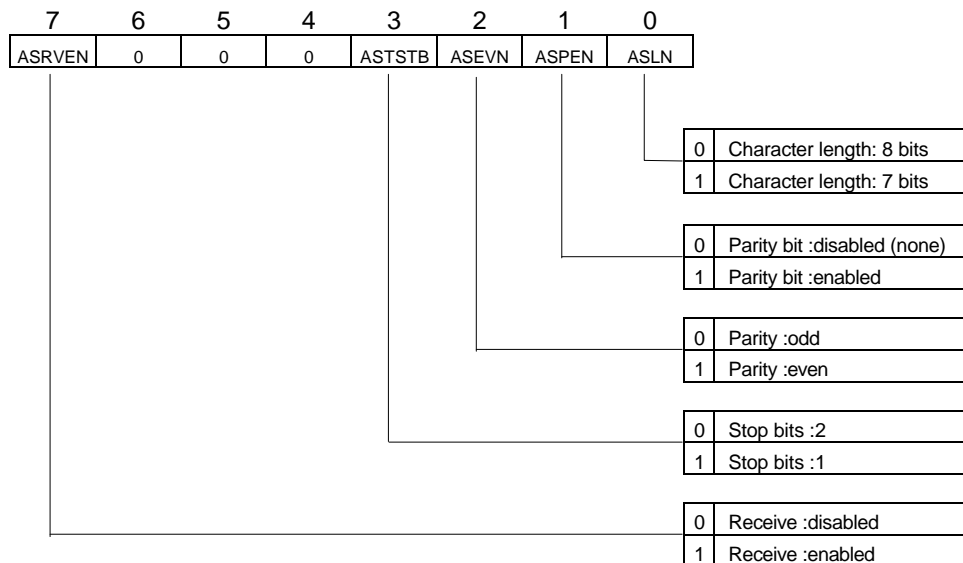 7 6 5 4 3 2 1 0
ASRVEN 0 0 0 ASTSTB ASEVN ASPEN ASLN
0 Character length: 8 bits
1 Character length: 7 bits
0 Parity bit :disabled (none)
1 Parity bit :enabled
0 Parity :odd
1 Parity :even
0 Stop bits :2
1 Stop bits :1
0 Receive :disabled
1 Receive :enabled